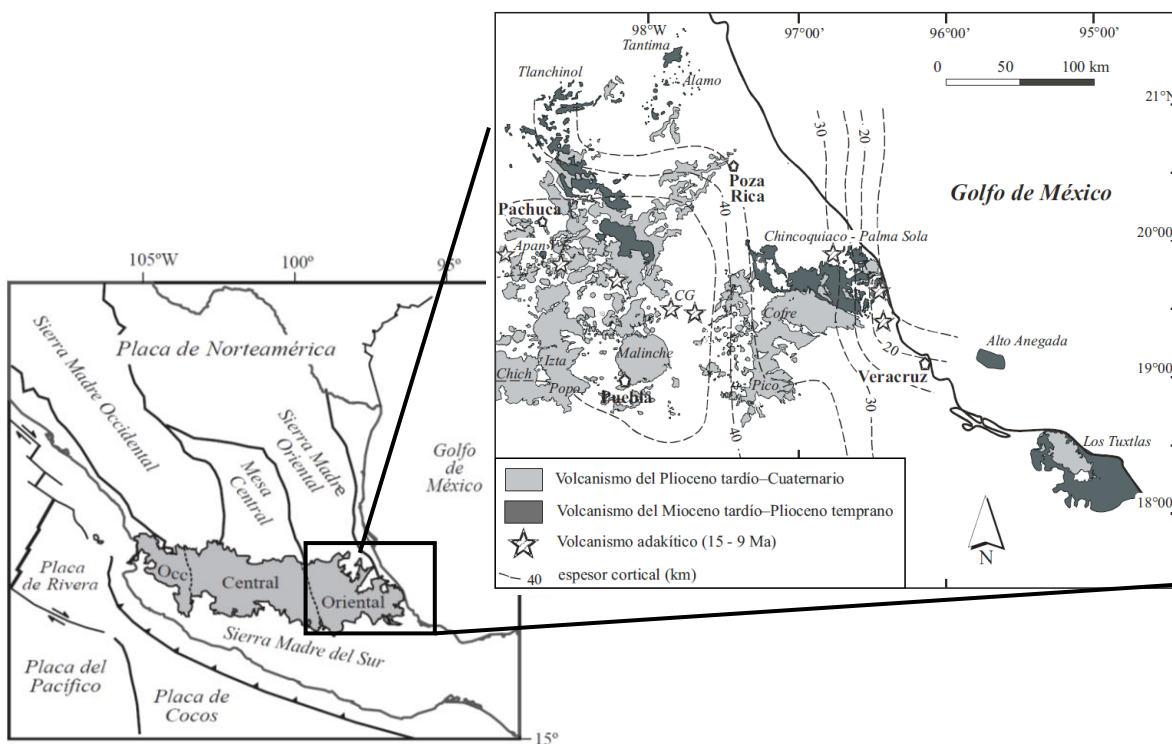 98°W
97°00'
96°00'
95°00'
Tantima
Tlanchinol
Álamo
0 50 100 km
21°N
30
20
Poza
Rica
Golfo de México
Pachuca
40
Chinconquiaco - Palma Sola
20°00'
Apan
CG
Cofre
Alto Anegada
20
Izta
Malinche
Chich
Popo
Puebla
Pico
Veracruz
19°00'
30
40
Los Tuxtlas
18°00'
Volcanismo del Plioceno tardío–Cuaternario
Volcanismo del Mioceno tardío–Plioceno temprano
Volcanismo adakítico (15 - 9 Ma)
40 espesor cortical (km)
N
105°W
100°
95°
Placa de Norteamérica
Sierra Madre Occidental
Mesa
Central
Sierra Madre
Oriental
Golfo
de
México
Placa
de Rivera
Occ
Central
Oriental
Sierra Madre del Sur
Placa del
Pacífico
Placa de
Cocos
15°